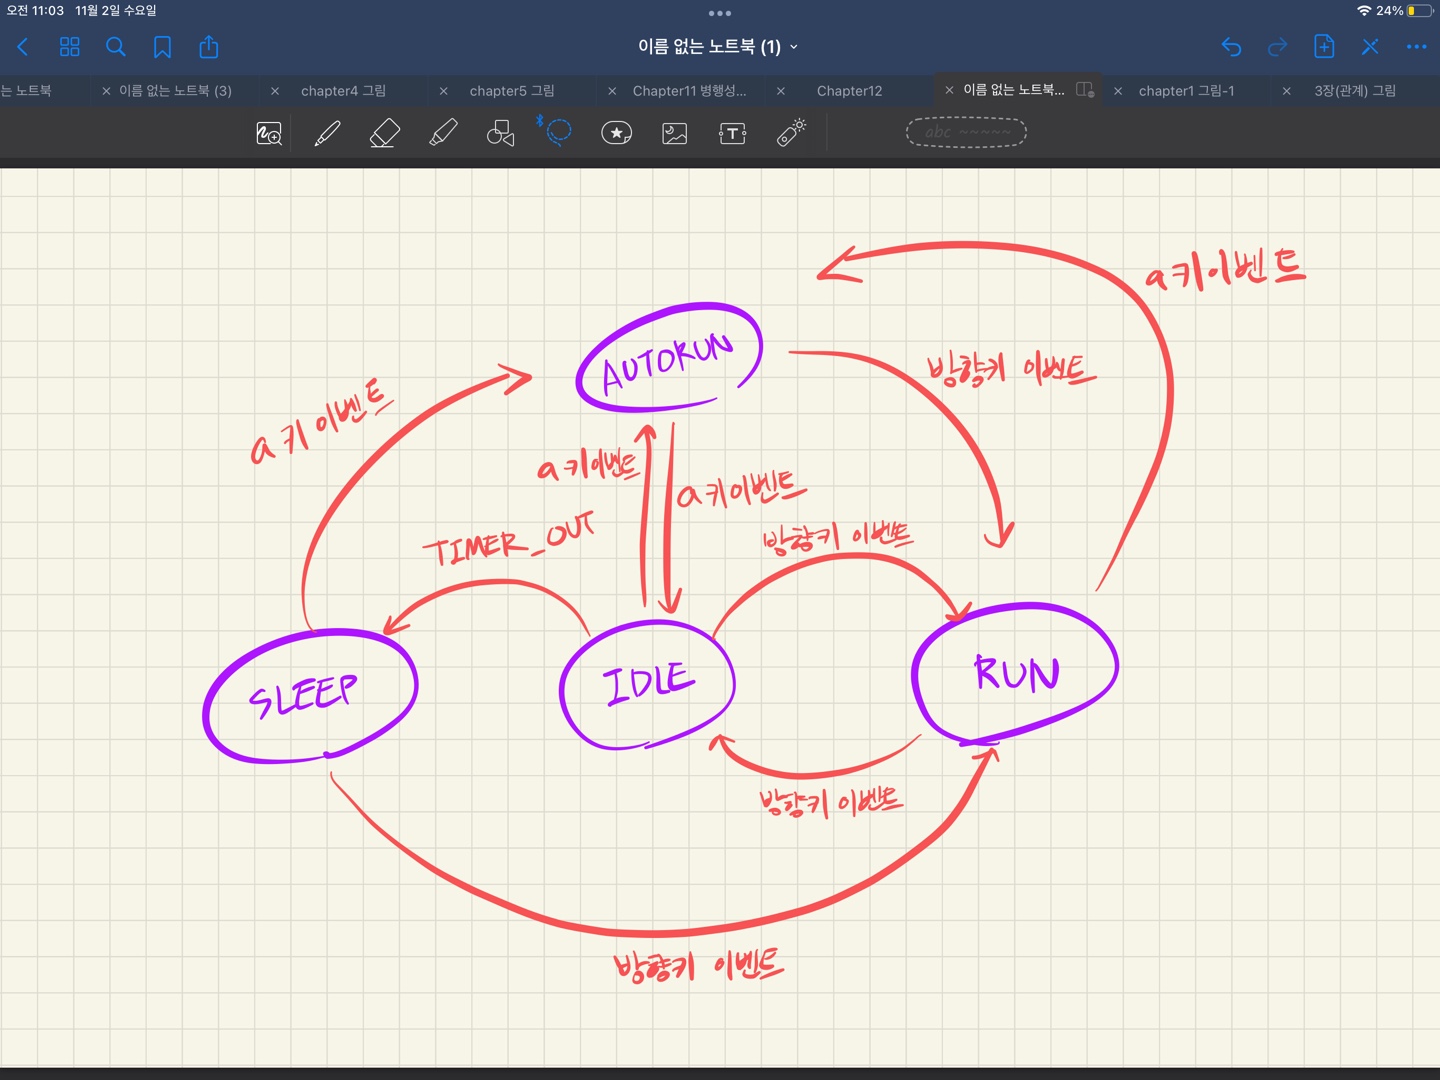 오전 11:03 11월 2일 수요일
24%
이름 없는 노트북 (1)
는 노트북
이름 없는 노트북 (3)
chapter4 그림
chapter5 그림
Chapter11 병행성...
Chapter12
이름 없는 노트북...
chapter1 그림-1
3장(관계) 그림
abc
a키이벤트
AUTORUN
방향키 이벤트
a키이벤트
a키이벤트
a키이벤트
TIMER_OUT
방향키 이벤트
SLEEP
IDLE
RUN
방향키 이벤트
방향키 이벤트